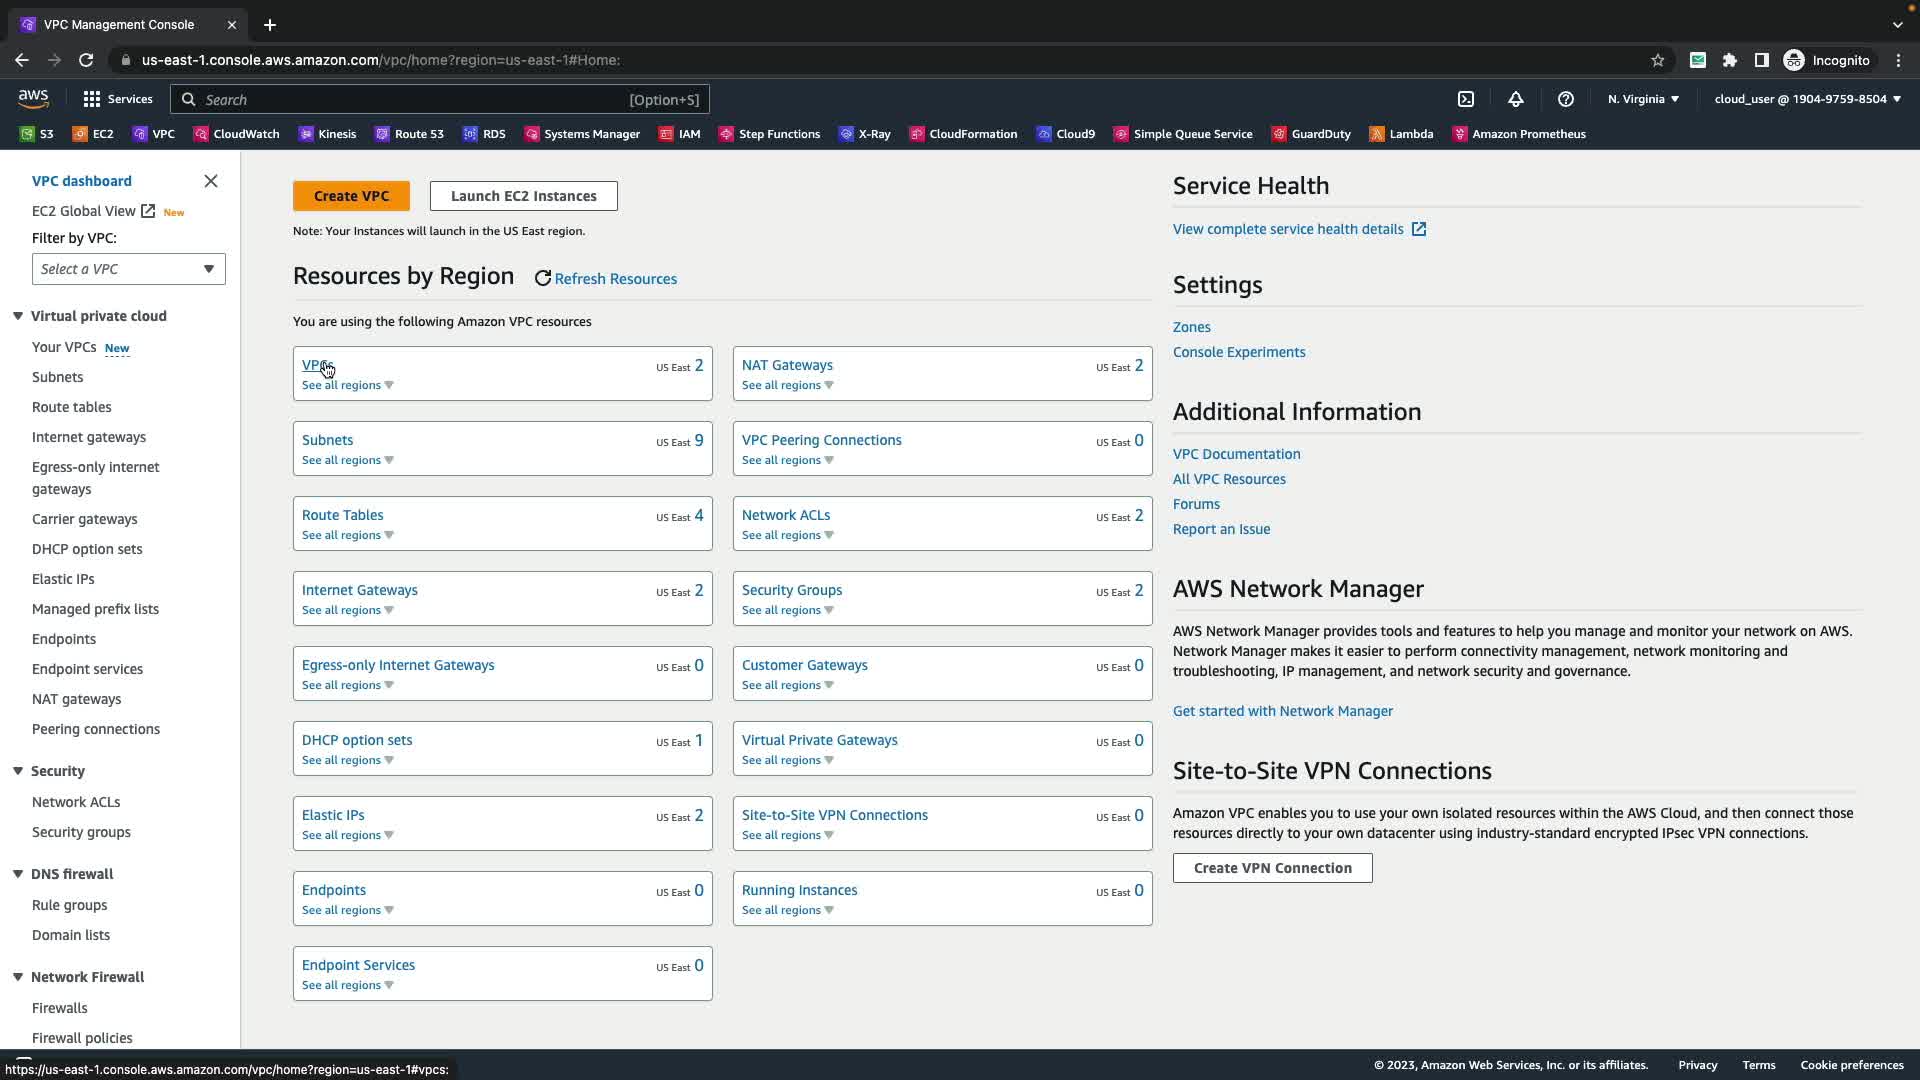 VPC Management Console
us-east-1.console.aws.amazon.com/vpc/home?region=us-east-1#Home:
Incognito
aws
Services
Search
[Option+S]
N. Virginia
cloud_user @ 1904-9759-8504
S3
EC2
VPC
CloudWatch
Kinesis
Route 53
RDS
Systems Manager
IAM
Step Functions
X-Ray
CloudFormation
Cloud9
Simple Queue Service
GuardDuty
Lambda
Amazon Prometheus
VPC dashboard
EC2 Global View New
Filter by VPC:
Select a VPC
Virtual private cloud
Your VPCs New
Subnets
Route tables
Internet gateways
Egress-only internet
gateways
Carrier gateways
DHCP option sets
Elastic IPs
Managed prefix lists
Endpoints
Endpoint services
NAT gateways
Peering connections
Security
Network ACLs
Security groups
DNS firewall
Rule groups
Domain lists
Network Firewall
Firewalls
Firewall policies
Create VPC
Launch EC2 Instances
Note: Your Instances will launch in the US East region.
Resources by Region
Refresh Resources
You are using the following Amazon VPC resources
VPCs US East 2
See all regions
NAT Gateways US East 2
See all regions
Subnets US East 9
See all regions
VPC Peering Connections US East 0
See all regions
Route Tables US East 4
See all regions
Network ACLs US East 2
See all regions
Internet Gateways US East 2
See all regions
Security Groups US East 2
See all regions
Egress-only Internet Gateways US East 0
See all regions
Customer Gateways US East 0
See all regions
DHCP option sets US East 1
See all regions
Virtual Private Gateways US East 0
See all regions
Elastic IPs US East 2
See all regions
Site-to-Site VPN Connections US East 0
See all regions
Endpoints US East 0
See all regions
Running Instances US East 0
See all regions
Endpoint Services US East 0
See all regions
Service Health
View complete service health details
Settings
Zones
Console Experiments
Additional Information
VPC Documentation
All VPC Resources
Forums
Report an Issue
AWS Network Manager
AWS Network Manager provides tools and features to help you manage and monitor your network on AWS.
Network Manager makes it easier to perform connectivity management, network monitoring and
troubleshooting, IP management, and network security and governance.
Get started with Network Manager
Site-to-Site VPN Connections
Amazon VPC enables you to use your own isolated resources within the AWS Cloud, and then connect those
resources directly to your own datacenter using industry-standard encrypted IPsec VPN connections.
Create VPN Connection
https://us-east-1.console.aws.amazon.com/vpc/home?region=us-east-1#vpcs:
© 2023, Amazon Web Services, Inc. or its affiliates.
Privacy
Terms
Cookie preferences